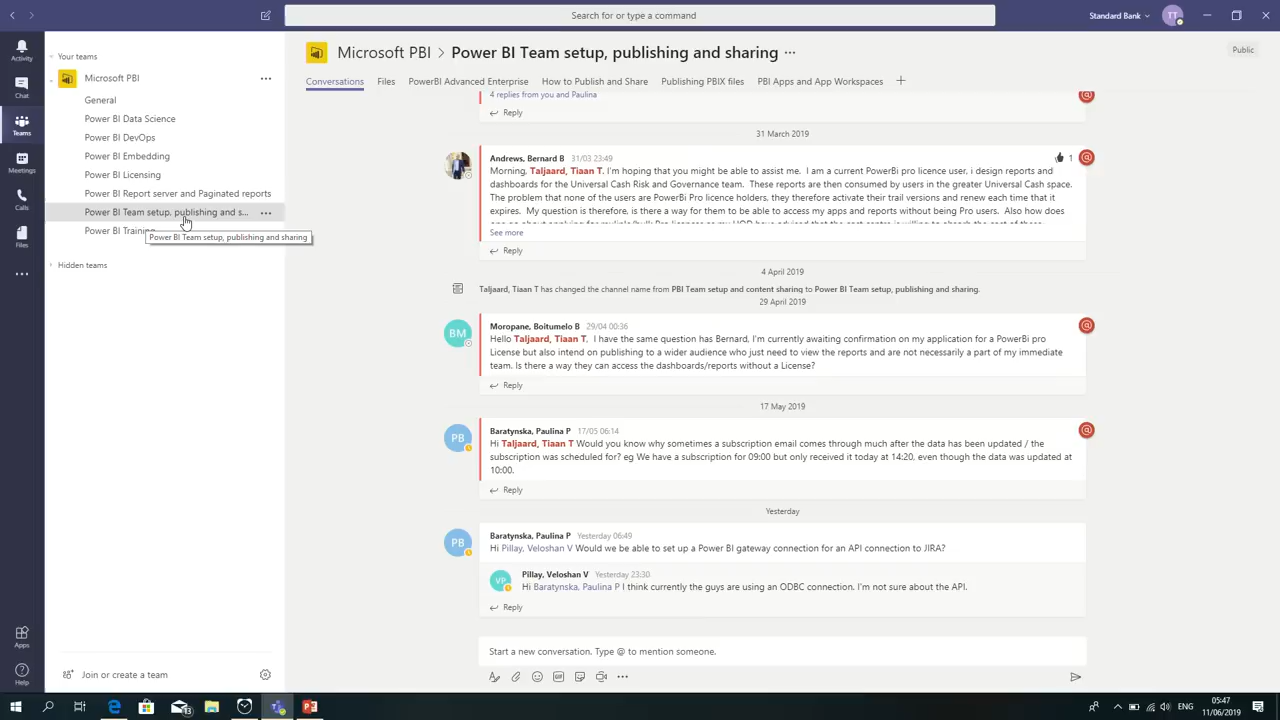 Search for or type a command
Standard Bank
TT
Activity
Chat
Teams
Meetings
Calls
Files
Apps
Help
Your teams
Microsoft PBI
General
Power BI Data Science
Power BI DevOps
Power BI Embedding
Power BI Licensing
Power BI Report server and Paginated reports
Power BI Team setup, publishing and s...
Power BI Training
Power BI Team setup, publishing and sharing
Hidden teams
Join or create a team
Microsoft PBI > Power BI Team setup, publishing and sharing ...
Public
Conversations Files PowerBI Advanced Enterprise How to Publish and Share Publishing PBIX files PBI Apps and App Workspaces +
4 replies from you and Paulina
Reply
31 March 2019
Andrews, Bernard B 31/03 23:49
1
Morning, Taljaard, Tiaan T. I'm hoping that you might be able to assist me. I am a current PowerBi pro licence user, i design reports and
dashboards for the Universal Cash Risk and Governance team. These reports are then consumed by users in the greater Universal Cash space.
The problem that none of the users are PowerBi Pro licence holders, they therefore activate their trail versions and renew each time that it
expires. My question is therefore, is there a way for them to be able to access my apps and reports without being Pro users. Also how does
See more
Reply
4 April 2019
Taljaard, Tiaan T has changed the channel name from PBI Team setup and content sharing to Power BI Team setup, publishing and sharing.
29 April 2019
BM
Moropane, Boitumelo B 29/04 00:36
Hello Taljaard, Tiaan T, I have the same question has Bernard, I'm currently awaiting confirmation on my application for a PowerBi pro
License but also intend on publishing to a wider audience who just need to view the reports and are not necessarily a part of my immediate
team. Is there a way they can access the dashboards/reports without a License?
Reply
17 May 2019
PB
Baratynska, Paulina P 17/05 06:14
Hi Taljaard, Tiaan T Would you know why sometimes a subscription email comes through much after the data has been updated / the
subscription was scheduled for? eg We have a subscription for 09:00 but only received it today at 14:20, even though the data was updated at
10:00.
Reply
Yesterday
PB
Baratynska, Paulina P Yesterday 06:49
Hi Pillay, Veloshan V Would we be able to set up a Power BI gateway connection for an API connection to JIRA?
VP
Pillay, Veloshan V Yesterday 23:30
Hi Baratynska, Paulina P I think currently the guys are using an ODBC connection. I'm not sure about the API.
Reply
Start a new conversation. Type @ to mention someone.
GIF
ENG
05:47
11/06/2019